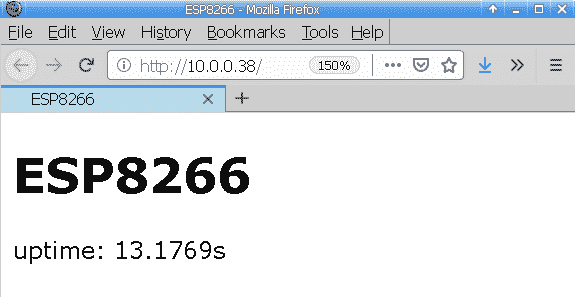 ESP8266 - Mozilla Firefox
File Edit View History Bookmarks Tools Help
http://10.0.0.38/ 150%
ESP8266
ESP8266
uptime: 13.1769s